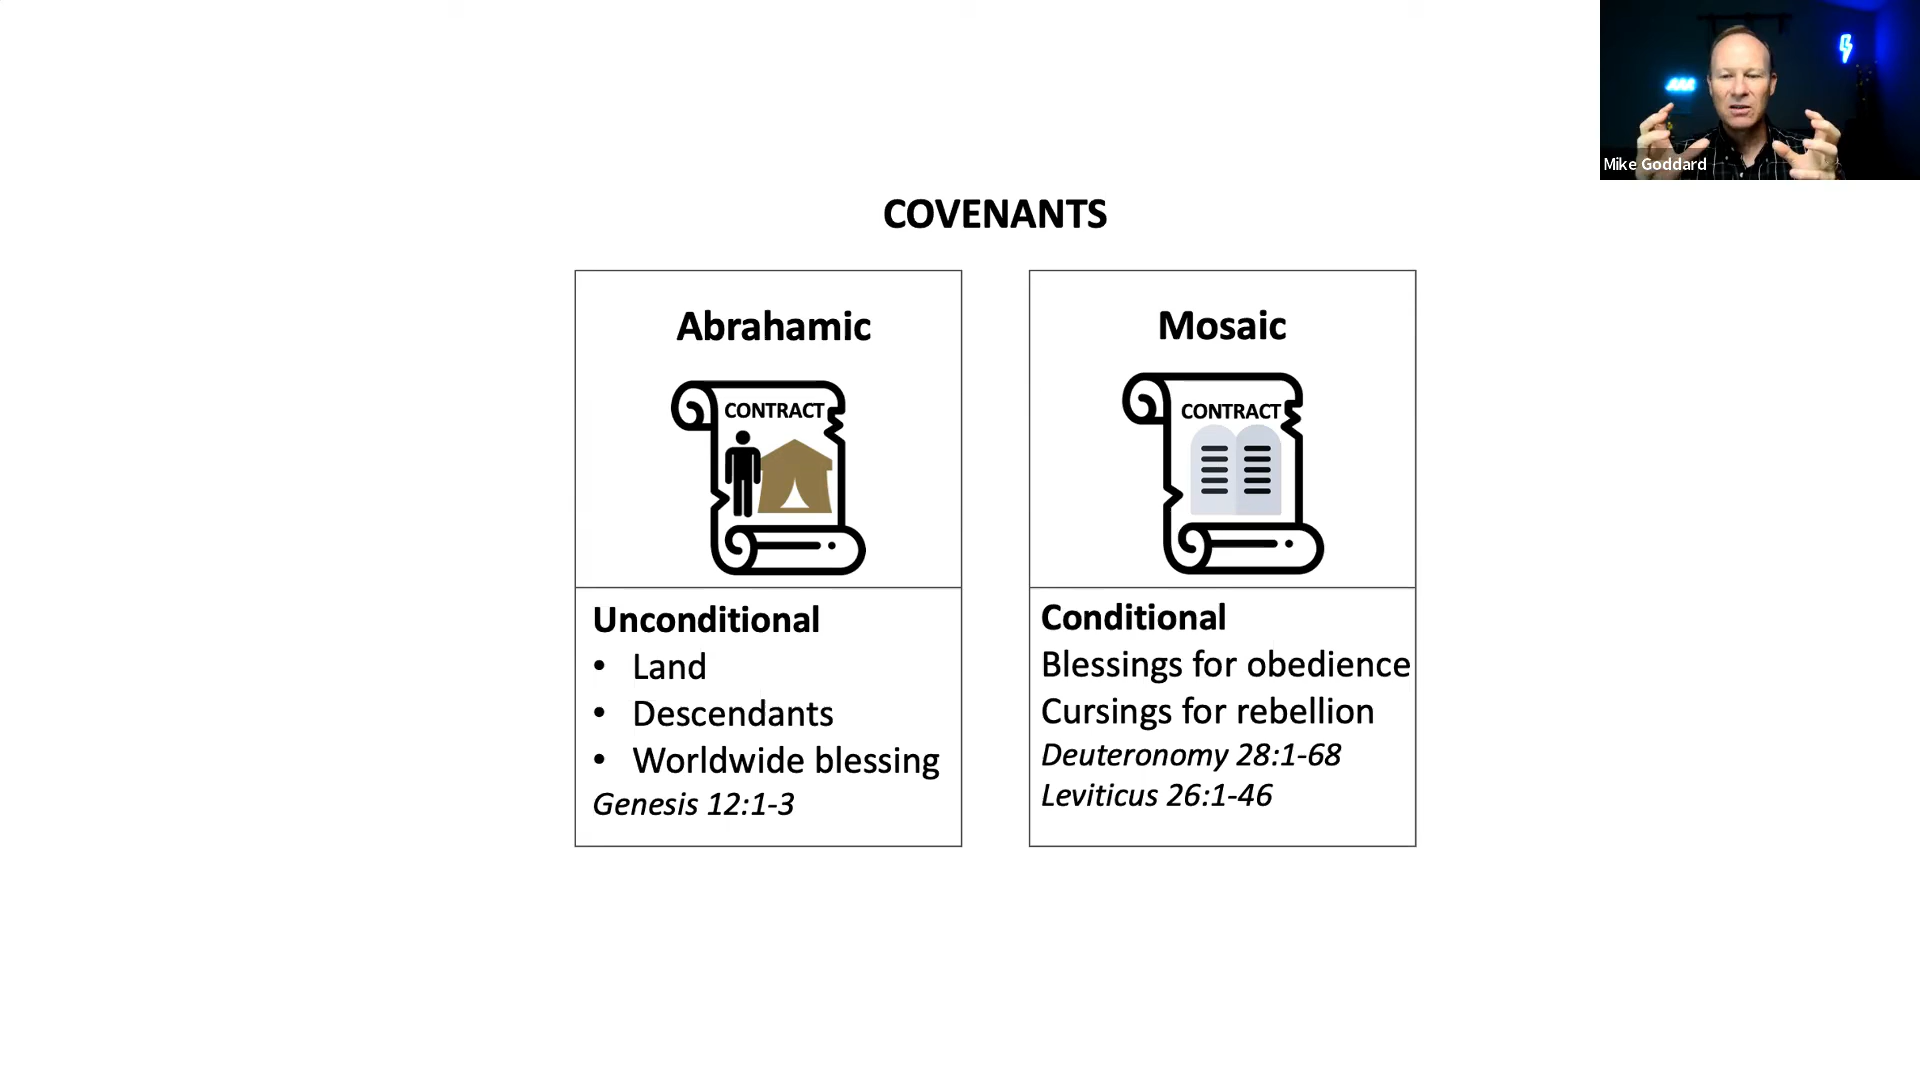 Mike Goddard
COVENANTS
Abrahamic
CONTRACT
Unconditional
• Land
• Descendants
• Worldwide blessing
Genesis 12:1-3
Mosaic
CONTRACT
Conditional
Blessings for obedience
Cursings for rebellion
Deuteronomy 28:1-68
Leviticus 26:1-46